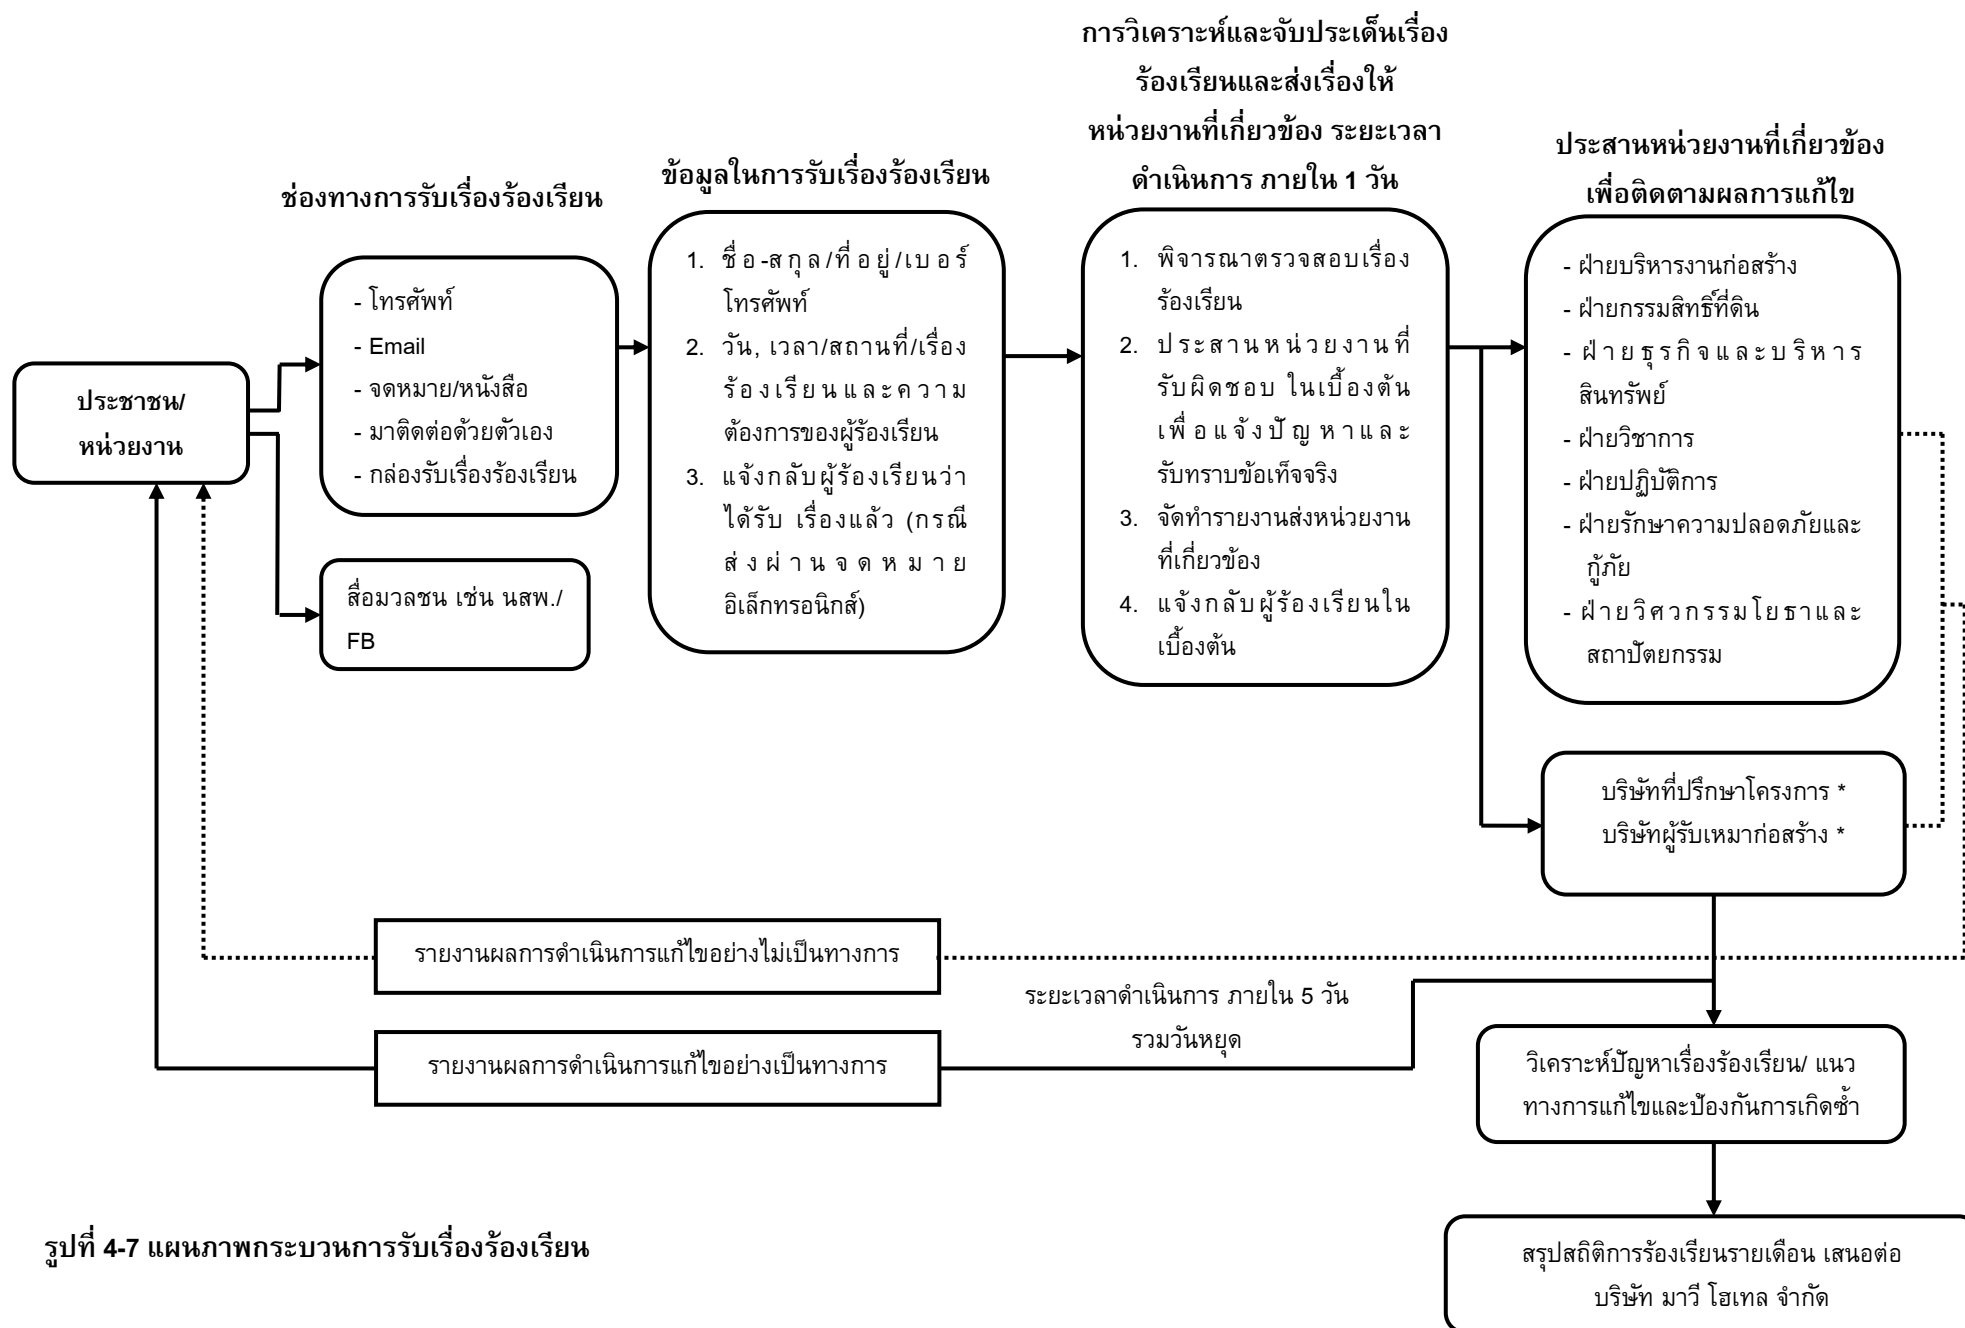 การวิเคราะห์และจับประเด็นเรื่อง
ร้องเรียนและส่งเรื่องให้
หน่วยงานที่เกี่ยวข้อง ระยะเวลา
ดำเนินการ ภายใน 1 วัน
ประสานหน่วยงานที่เกี่ยวข้อง
เพื่อติดตามผลการแก้ไข
ข้อมูลในการรับเรื่องร้องเรียน
ช่องทางการรับเรื่องร้องเรียน
ประชาชน/
หน่วยงาน
- โทรศัพท์
- Email
- จดหมาย/หนังสือ
- มาติดต่อด้วยตัวเอง
- กล่องรับเรื่องร้องเรียน
สื่อมวลชน เช่น นสพ./
FB
1. ชื่อ-สกุล/ที่อยู่/เบอร์
โทรศัพท์
2. วัน, เวลา/สถานที่/เรื่อง
ร้องเรียนและความ
ต้องการของผู้ร้องเรียน
3. แจ้งกลับผู้ร้องเรียนว่า
ได้รับ เรื่องแล้ว (กรณี
ส่งผ่านจดหมาย
อิเล็กทรอนิกส์)
1. พิจารณาตรวจสอบเรื่อง
ร้องเรียน
2. ประสานหน่วยงานที่
รับผิดชอบ ในเบื้องต้น
เพื่อแจ้งปัญหาและ
รับทราบข้อเท็จจริง
3. จัดทำรายงานส่งหน่วยงาน
ที่เกี่ยวข้อง
4. แจ้งกลับผู้ร้องเรียนใน
เบื้องต้น
- ฝ่ายบริหารงานก่อสร้าง
- ฝ่ายกรรมสิทธิ์ที่ดิน
- ฝ่ายธุรกิจและบริหาร
สินทรัพย์
- ฝ่ายวิชาการ
- ฝ่ายปฏิบัติการ
- ฝ่ายรักษาความปลอดภัยและ
กู้ภัย
- ฝ่ายวิศวกรรมโยธาและ
สถาปัตยกรรม
บริษัทที่ปรึกษาโครงการ *
บริษัทผู้รับเหมาก่อสร้าง *
รายงานผลการดำเนินการแก้ไขอย่างไม่เป็นทางการ
ระยะเวลาดำเนินการ ภายใน 5 วัน
รวมวันหยุด
รายงานผลการดำเนินการแก้ไขอย่างเป็นทางการ
วิเคราะห์ปัญหาเรื่องร้องเรียน/ แนว
ทางการแก้ไขและป้องกันการเกิดซ้ำ
สรุปสถิติการร้องเรียนรายเดือน เสนอต่อ
บริษัท มาวี โฮเทล จำกัด
รูปที่ 4-7 แผนภาพกระบวนการรับเรื่องร้องเรียน